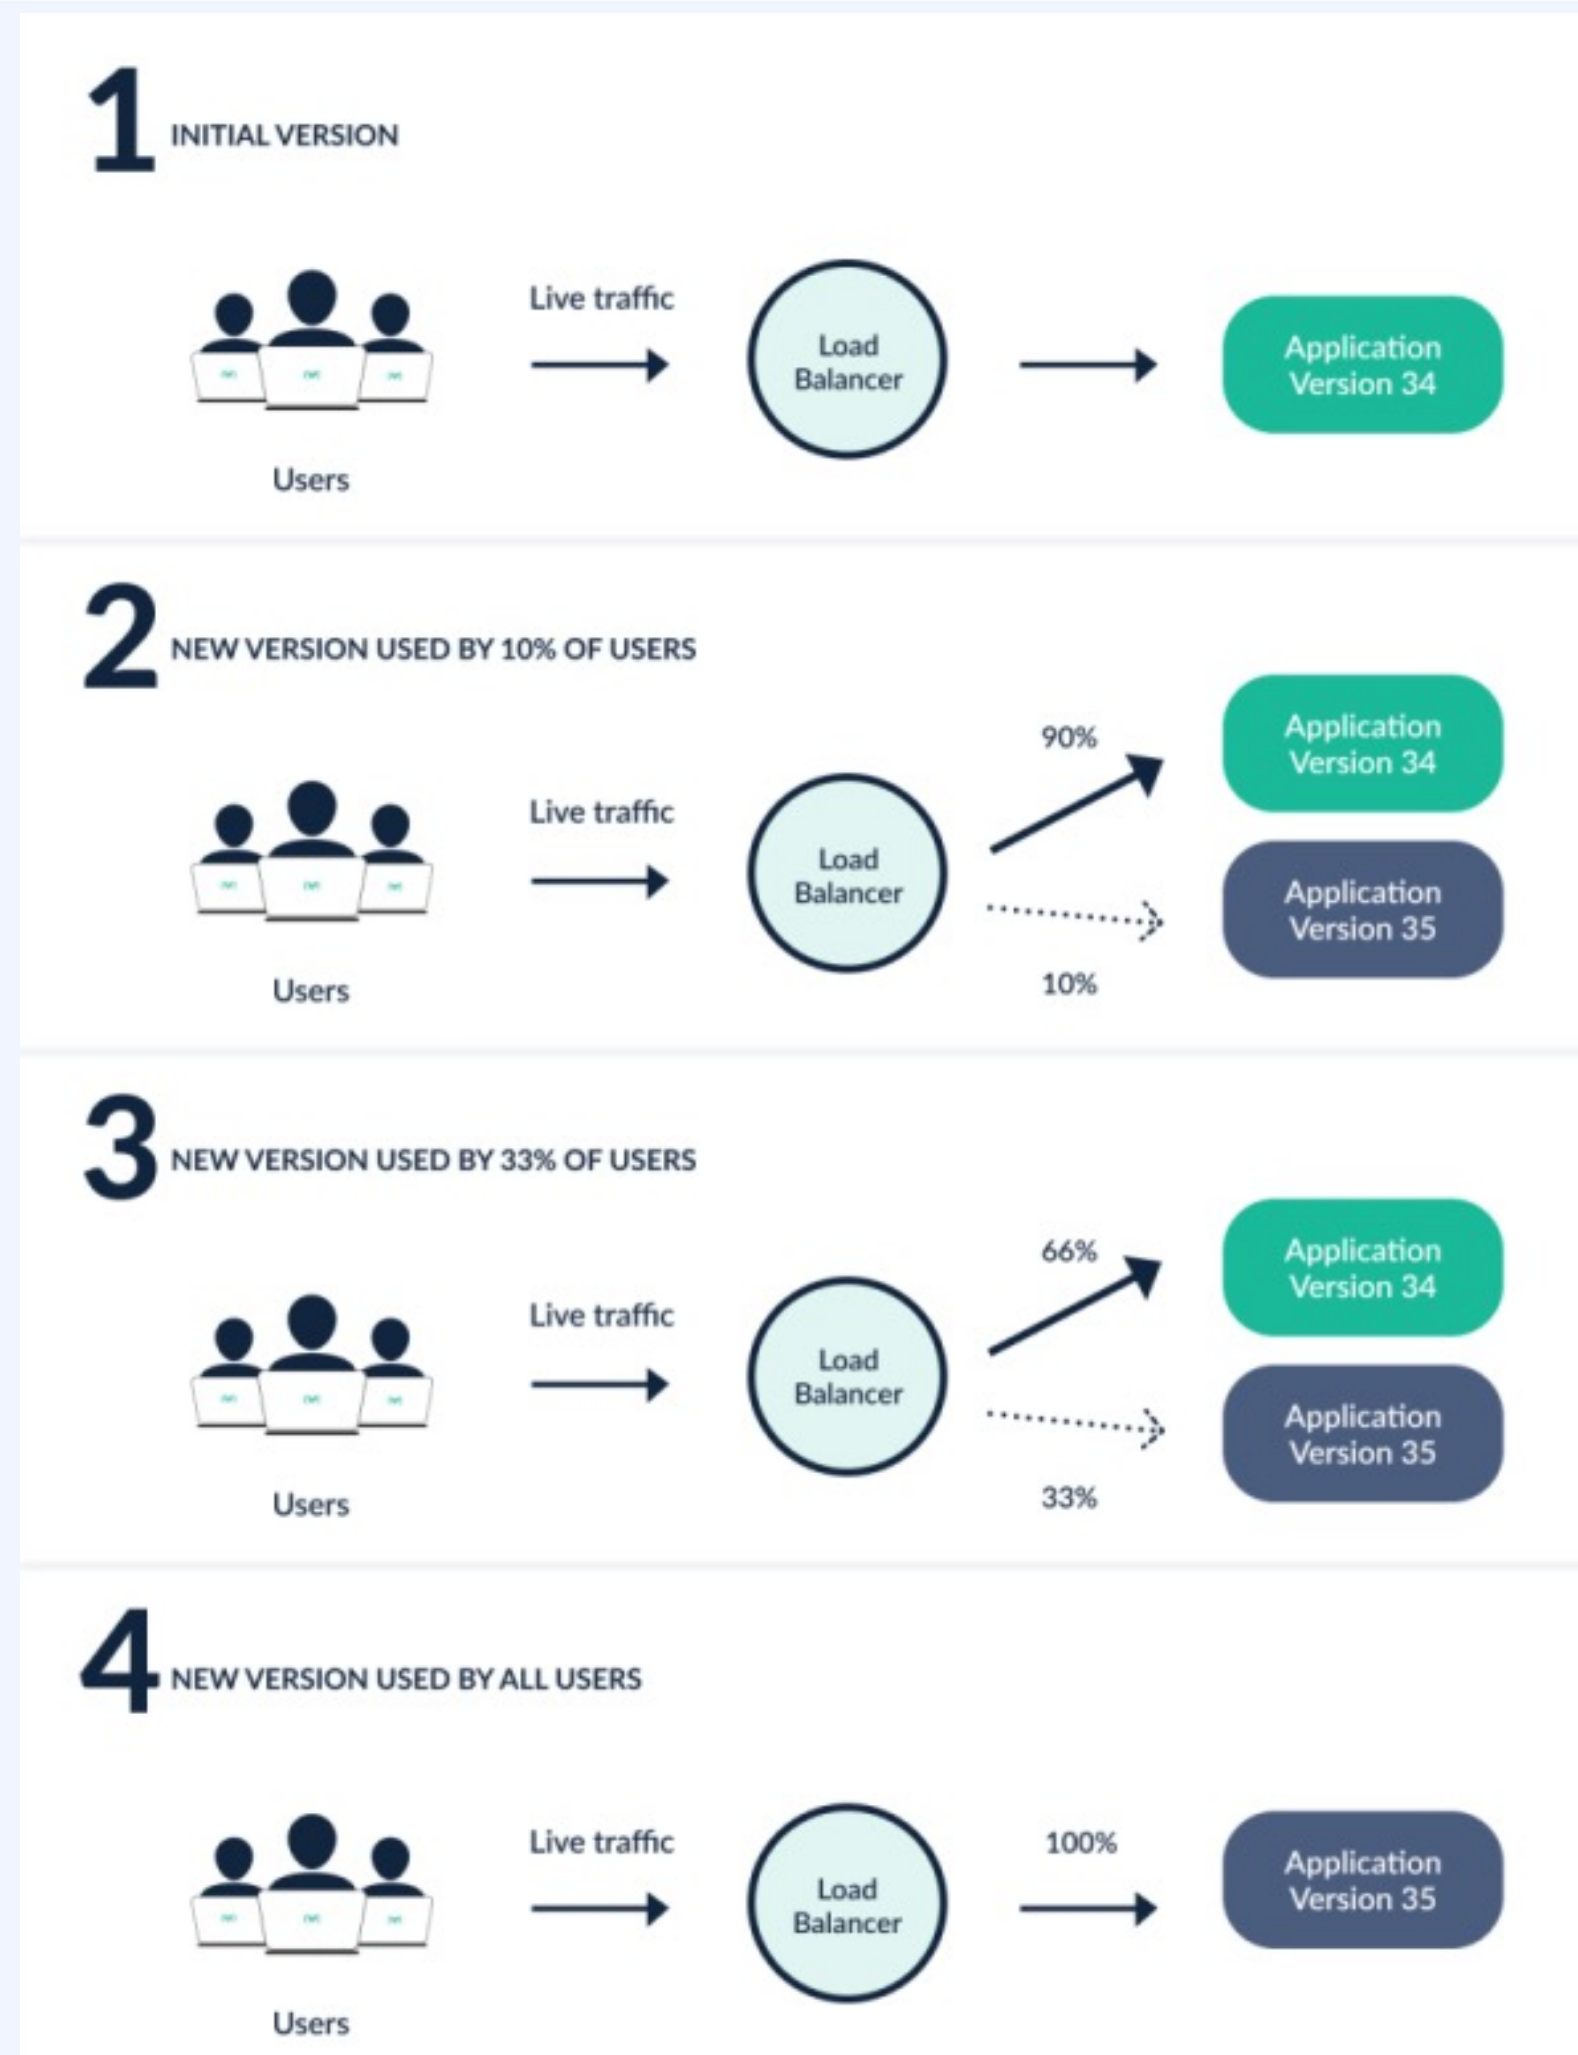 1 INITIAL VERSION
Live traffic
Load
Balancer
Application
Version 34
Users
2 NEW VERSION USED BY 10% OF USERS
90%
Application
Version 34
Live traffic
Load
Balancer
Application
Version 35
10%
Users
3 NEW VERSION USED BY 33% OF USERS
66%
Application
Version 34
Live traffic
Load
Balancer
Application
Version 35
33%
Users
4 NEW VERSION USED BY ALL USERS
Live traffic
Load
Balancer
100%
Application
Version 35
Users